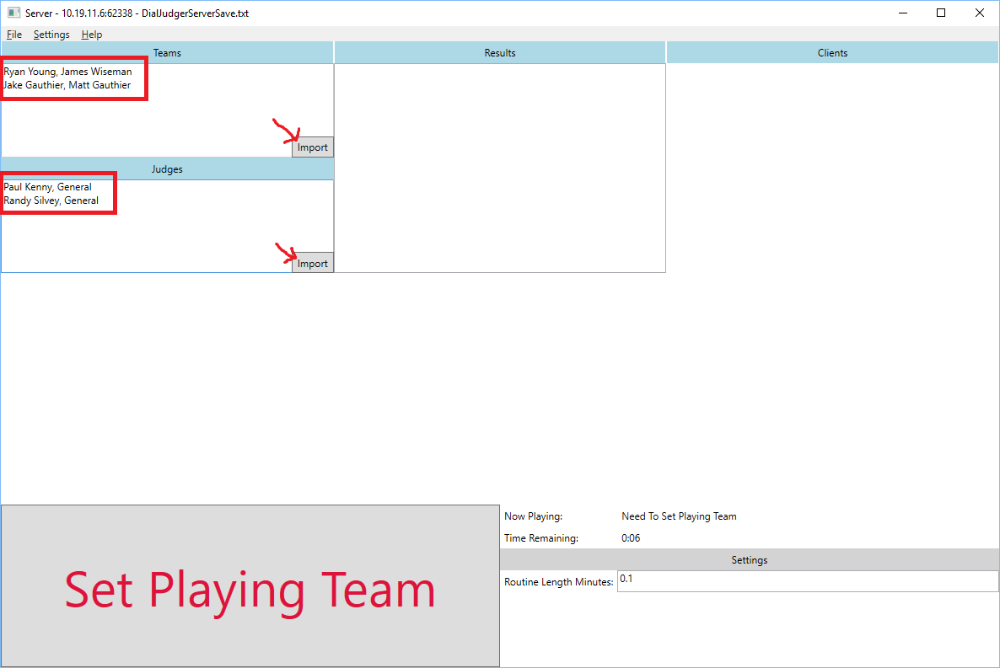 Server - 10.19.11.6:62338 - DialJudgerServerSave.txt
File Settings Help
Teams Results Clients
Ryan Young, James Wiseman
Jake Gauthier, Matt Gauthier
Import
Judges
Paul Kenny, General
Randy Silvey, General
Import
Set Playing Team
Now Playing: Need To Set Playing Team
Time Remaining: 0:06
Settings
Routine Length Minutes: 0.1